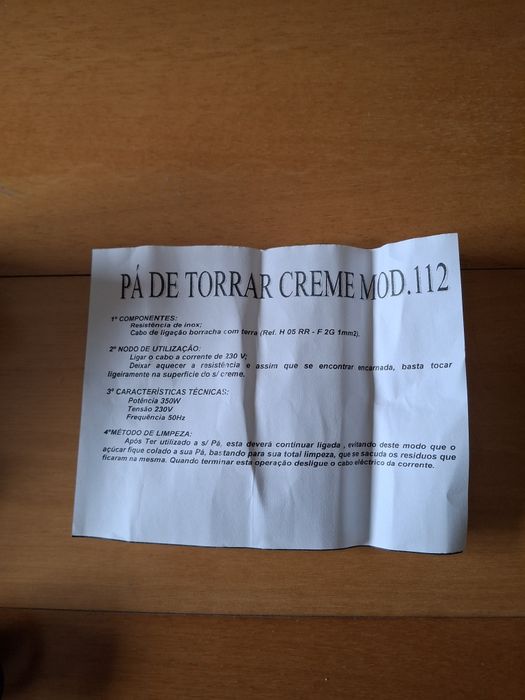 PÁ DE TORRAR CREME MOD.112
1º COMPONENTES:
Resistência de inox;
Cabo de ligação borracha com terra (Ref. H 05 RR - F 2G 1mm2).
2º NODO DE UTILIZAÇÃO:
Ligar o cabo a corrente de 230 V;
Deixar aquecer a resistência e assim que se encontrar encarnada, basta tocar
ligeiramente na superfície do s/ creme.
3º CARACTERÍSTICAS TÉCNICAS:
Potência 350W
Tensão 230V
Frequência 50Hz
4ºMÉTODO DE LIMPEZA:
Após Ter utilizado a s/ Pá, esta deverá continuar ligada , evitando deste modo que o
açúcar fique colado a sua Pá, bastando para sua total limpeza, que se sacuda os residuos que
ficaram na mesma. Quando terminar esta operação desligue o cabo eléctrico da corrente.